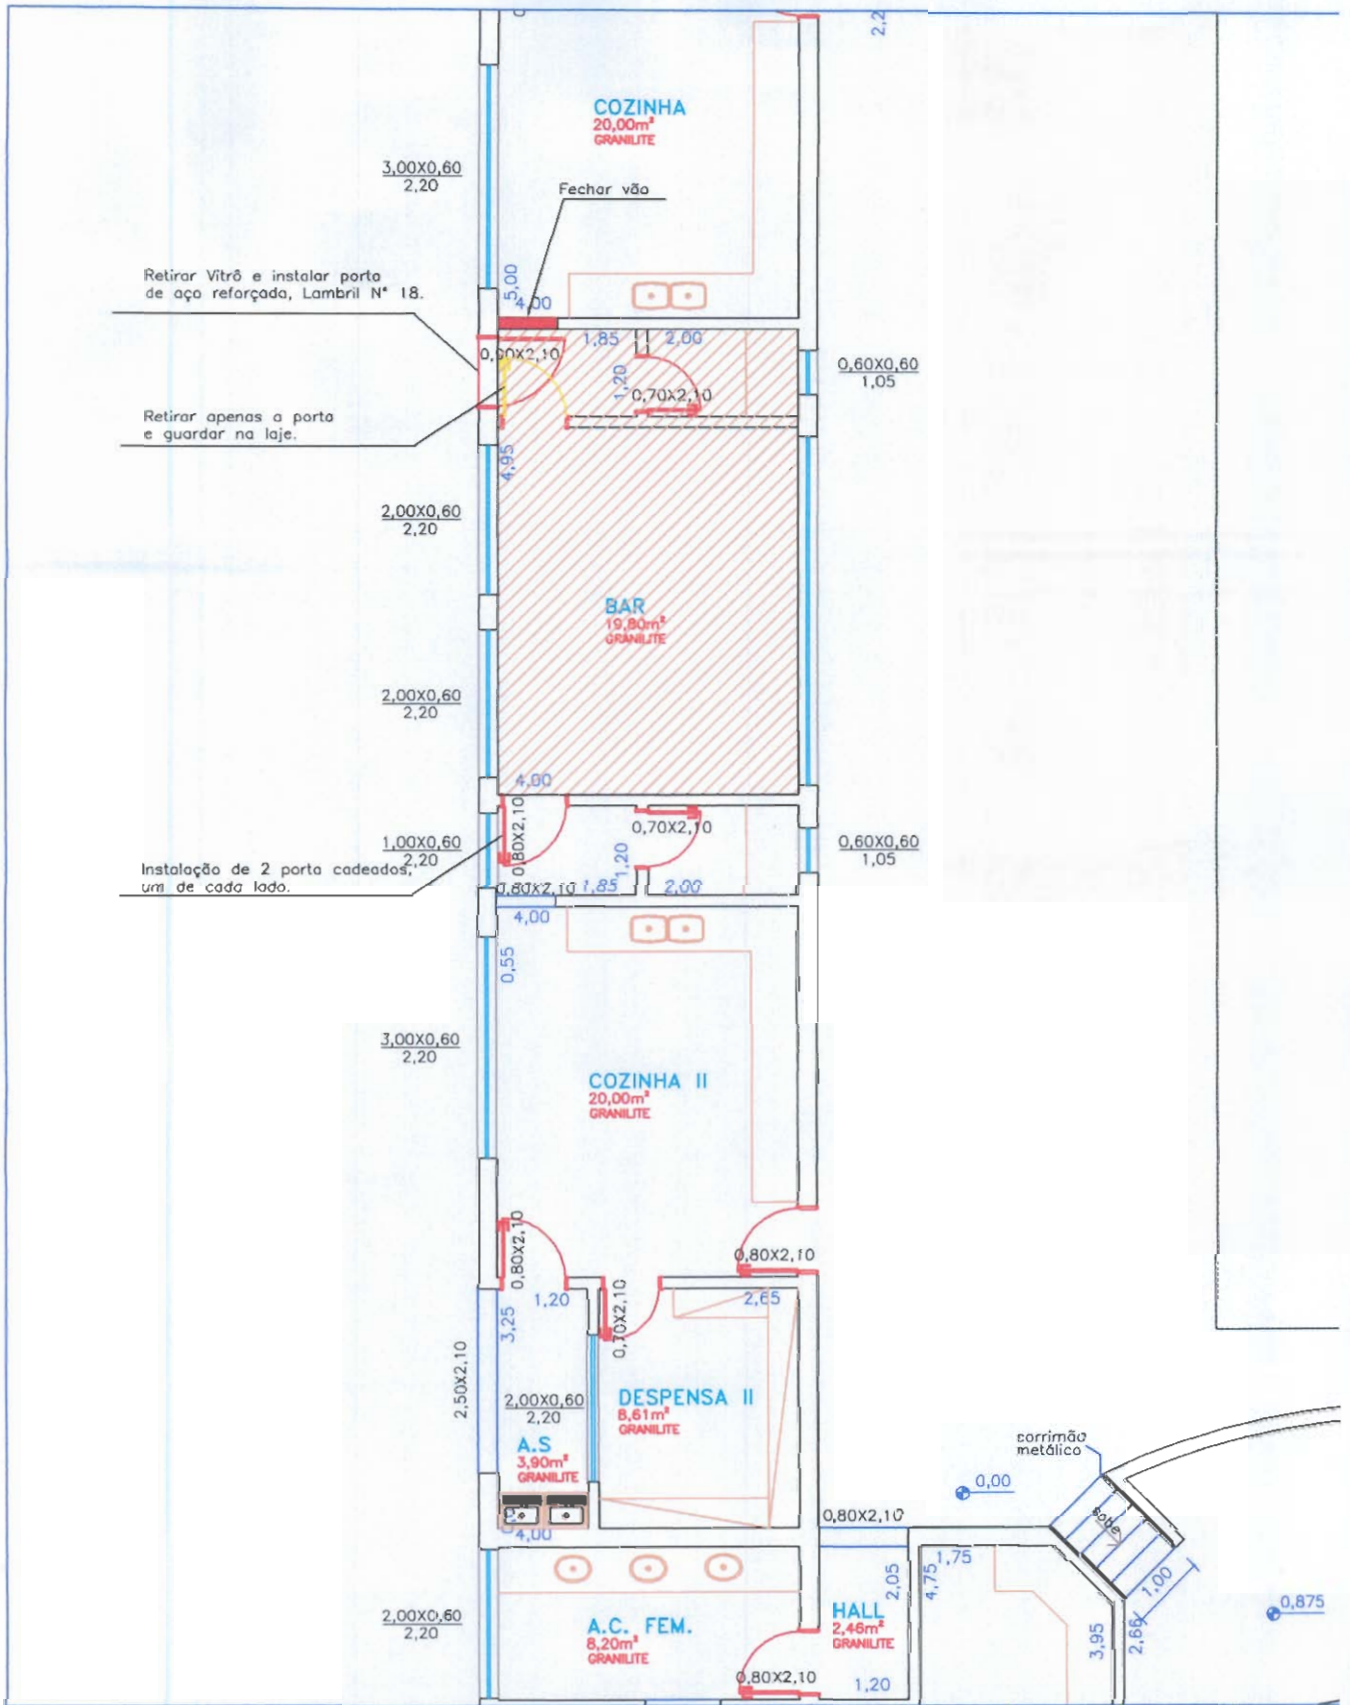 2,2
COZINHA
20,00m²
GRANILITE
3,00X0,60
2,20
Fechar vão
Retirar Vitrô e instalar porta
de aço reforçada, Lambril N° 18.
5,00
4,00
1,85
2,00
0,90X2,10
1,20
0,70X2,10
0,60X0,60
1,05
Retirar apenas a porta
e guardar na laje.
4,95
2,00X0,60
2,20
BAR
19,80m²
GRANILITE
2,00X0,60
2,20
4,00
0,80X2,10
0,70X2,10
1,00X0,60
2,20
0,60X0,60
1,05
Instalação de 2 porta cadeados,
um de cada lado.
1,20
0,80X2,10
1,85
2,00
4,00
0,55
3,00X0,60
2,20
COZINHA II
20,00m²
GRANILITE
0,80X2,10
0,80X2,10
1,20
0,70X2,10
2,65
3,25
2,50X2,10
2,00X0,60
2,20
DESPENSA II
8,61m²
GRANILITE
A.S
3,90m²
GRANILITE
4,00
corrimão
metálico
0,00
sobe
0,80X2,10
2,05
4,75
1,75
1,00
0,875
2,00X0,60
2,20
A.C. FEM.
8,20m²
GRANILITE
HALL
2,46m²
GRANILITE
3,95
2,66
0,80X2,10
1,20